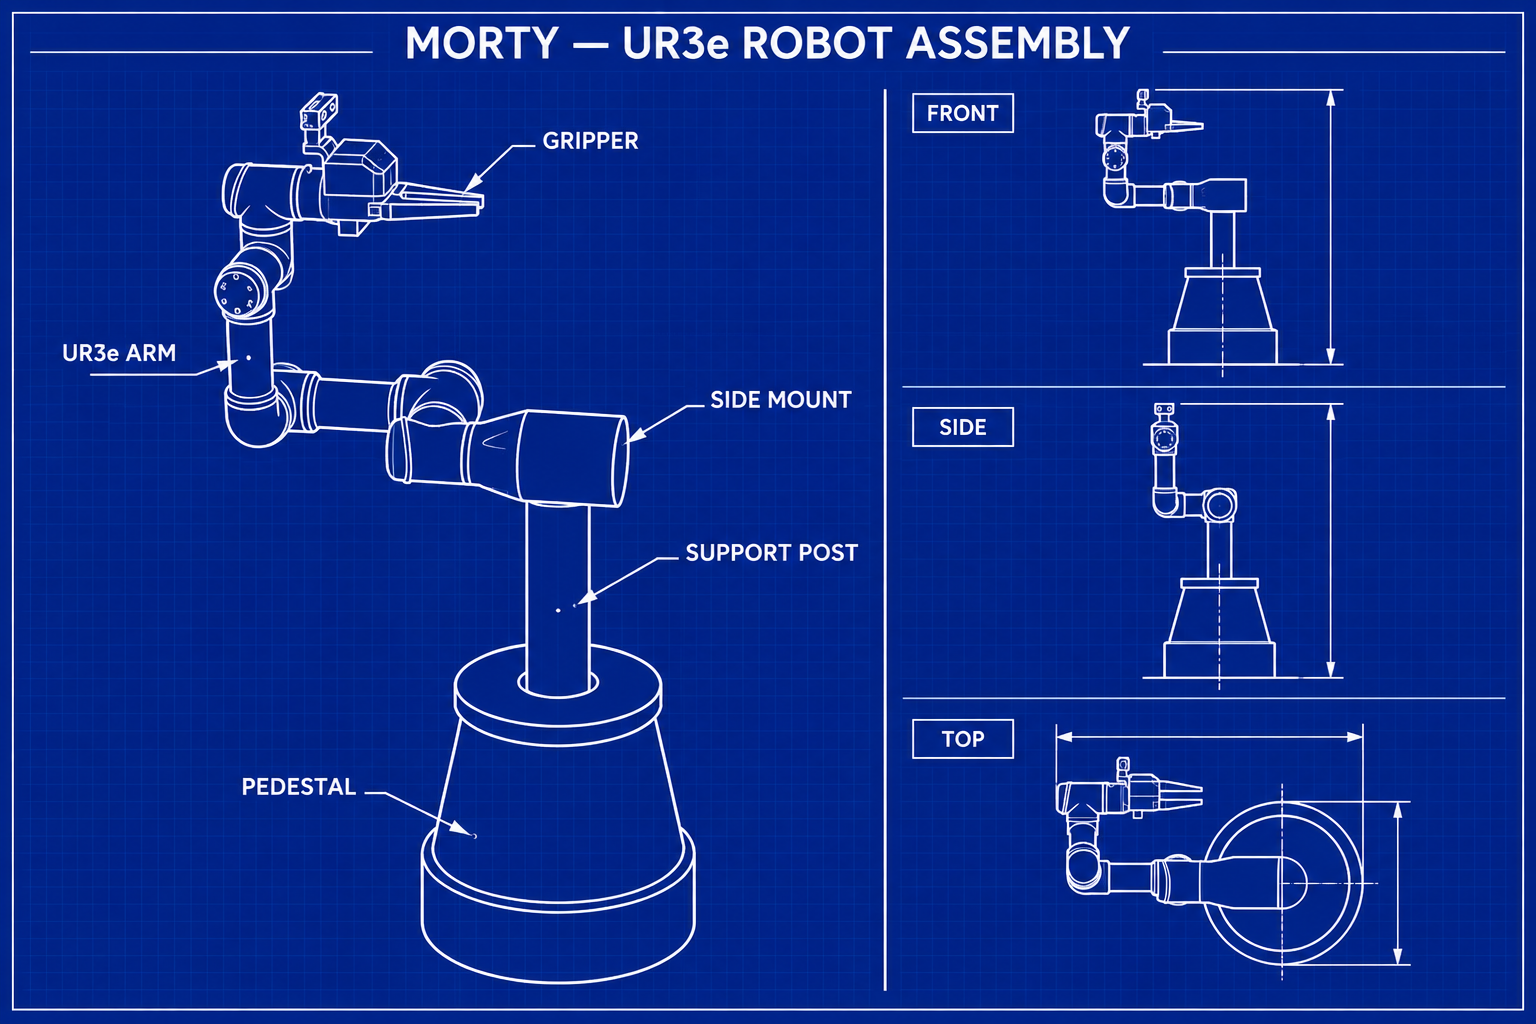 MORTY — UR3e ROBOT ASSEMBLY
GRIPPER
UR3e ARM
SIDE MOUNT
SUPPORT POST
PEDESTAL
FRONT
SIDE
TOP